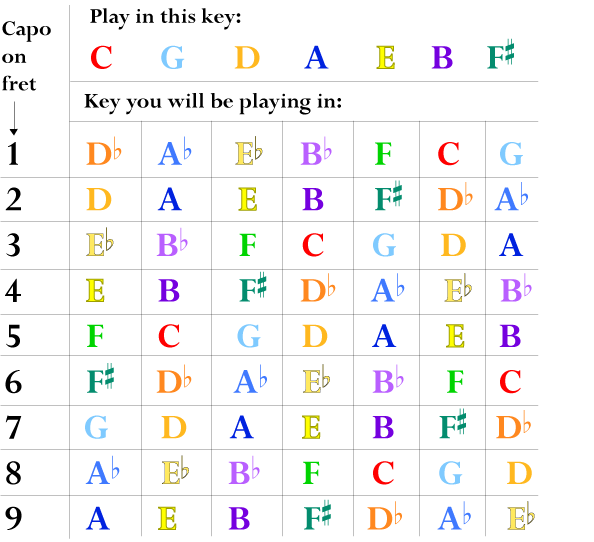 Play in this key:
Capo
on
fret
C G D A E B F♯
Key you will be playing in:
1 D♭ A♭ E♭ B♭ F C G
2 D A E B F♯ D♭ A♭
3 E♭ B♭ F C G D A
4 E B F♯ D♭ A♭ E♭ B♭
5 F C G D A E B
6 F♯ D♭ A♭ E♭ B♭ F C
7 G D A E B F♯ D♭
8 A♭ E♭ B♭ F C G D
9 A E B F♯ D♭ A♭ E♭